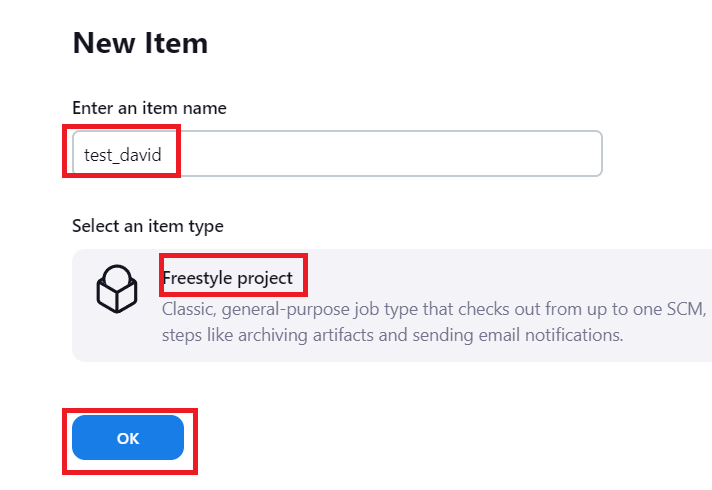 New Item
Enter an item name
test_david
Select an item type
Freestyle project
Classic, general-purpose job type that checks out from up to one SCM,
steps like archiving artifacts and sending email notifications.
OK